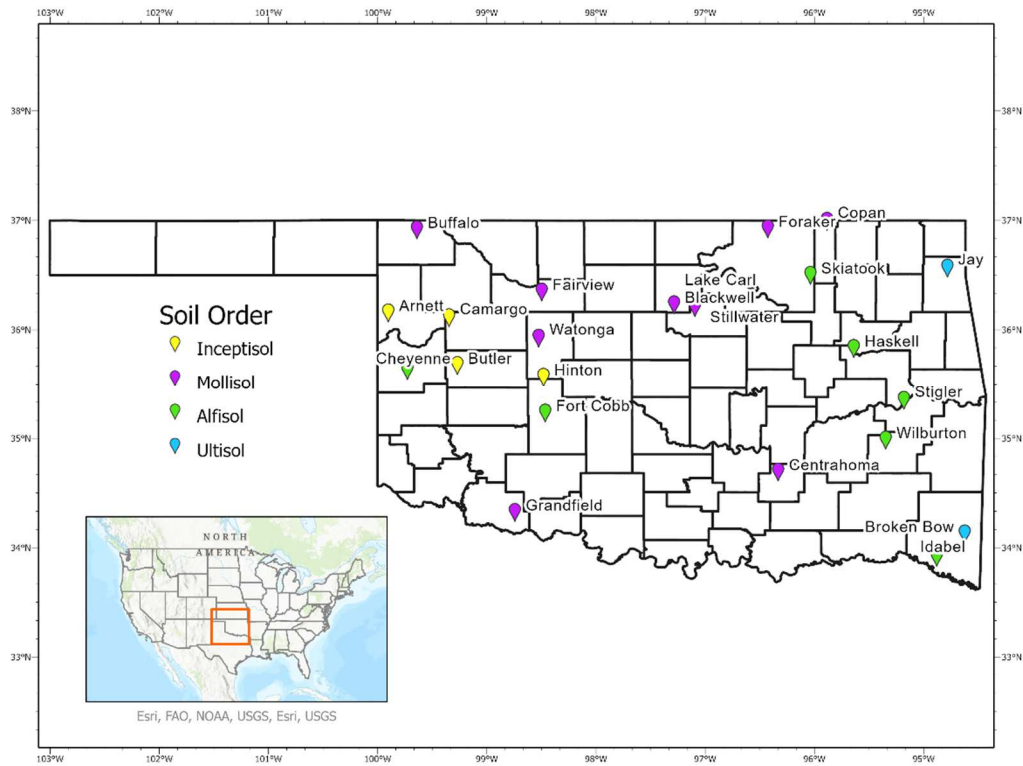 103°W 102°W 101°W 100°W 99°W 98°W 97°W 96°W 95°W
38°N 38°N
37°N 37°N
Buffalo
Foraker
Copan
Skiatook
Jay
Fairview
Lake Carl
Blackwell
Stillwater
Arnett
Camargo
36°N 36°N
Watonga
Haskell
Cheyenne
Butler
Hinton
Stigler
Fort Cobb
Wilburton
35°N 35°N
Centrahoma
Grandfield
Broken Bow
Idabel
34°N 34°N
33°N 33°N
Soil Order
Inceptisol
Mollisol
Alfisol
Ultisol
NORTH
AMERICA
Esri, FAO, NOAA, USGS, Esri, USGS
103°W 102°W 101°W 100°W 99°W 98°W 97°W 96°W 95°W